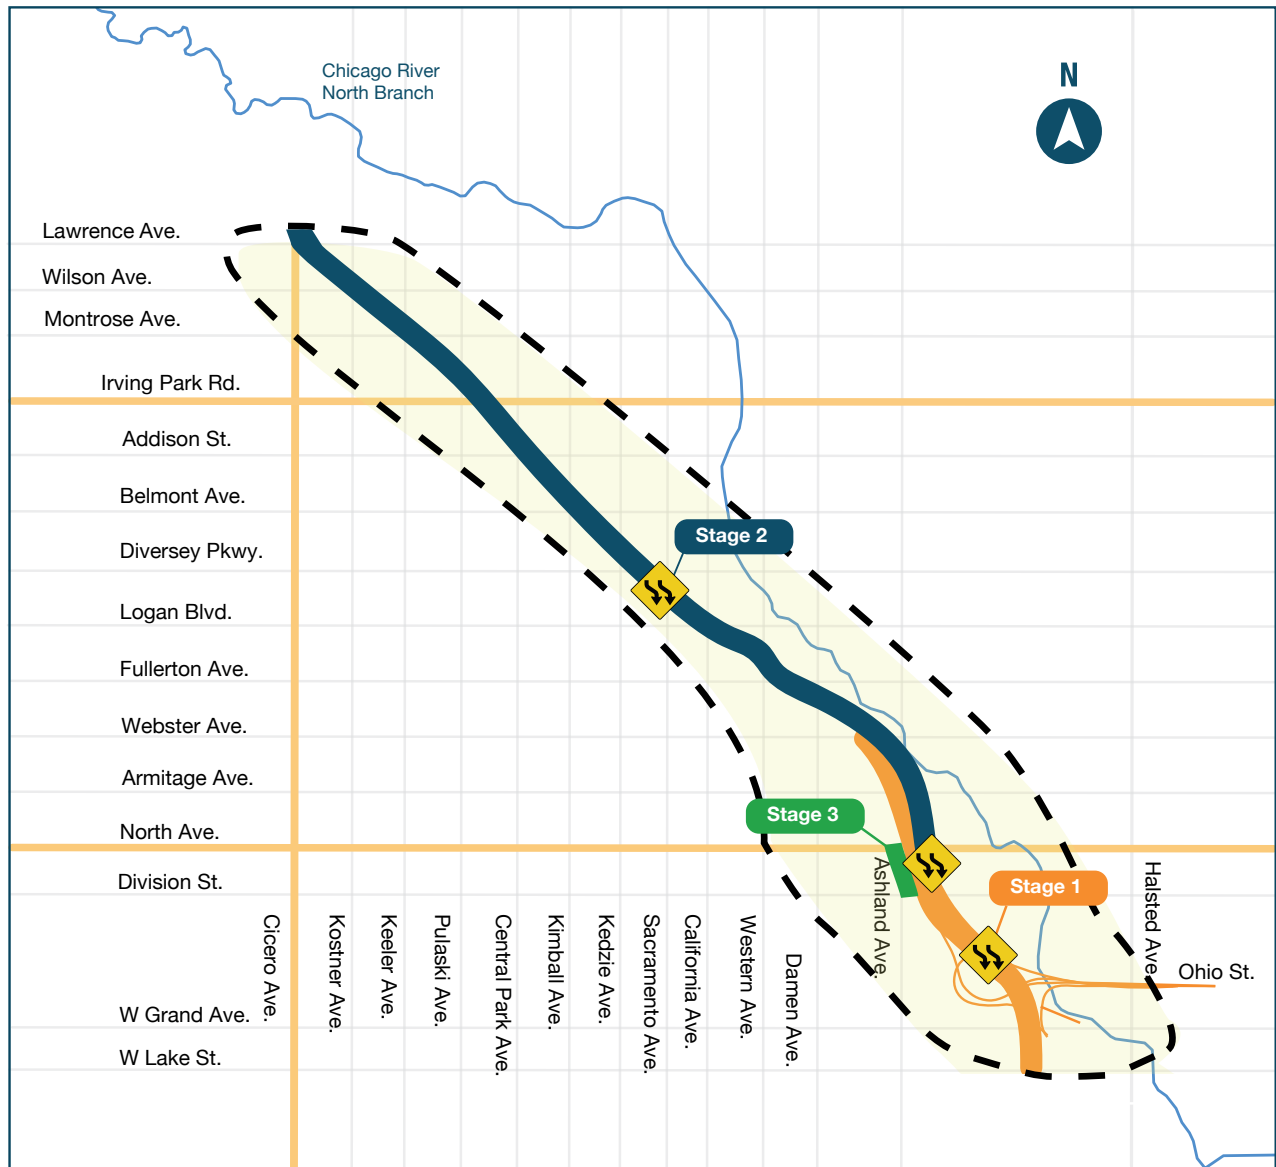 Chicago River
North Branch
N
Lawrence Ave.
Wilson Ave.
Montrose Ave.
Irving Park Rd.
Addison St.
Belmont Ave.
Stage 2
Diversey Pkwy.
Logan Blvd.
Fullerton Ave.
Webster Ave.
Armitage Ave.
Stage 3
North Ave.
Division St.
Stage 1
Cicero Ave.
Kostner Ave.
Keeler Ave.
Pulaski Ave.
Central Park Ave.
Kimball Ave.
Kedzie Ave.
Sacramento Ave.
California Ave.
Western Ave.
Damen Ave.
Ashland Ave.
Halsted Ave.
Ohio St.
W Grand Ave.
W Lake St.